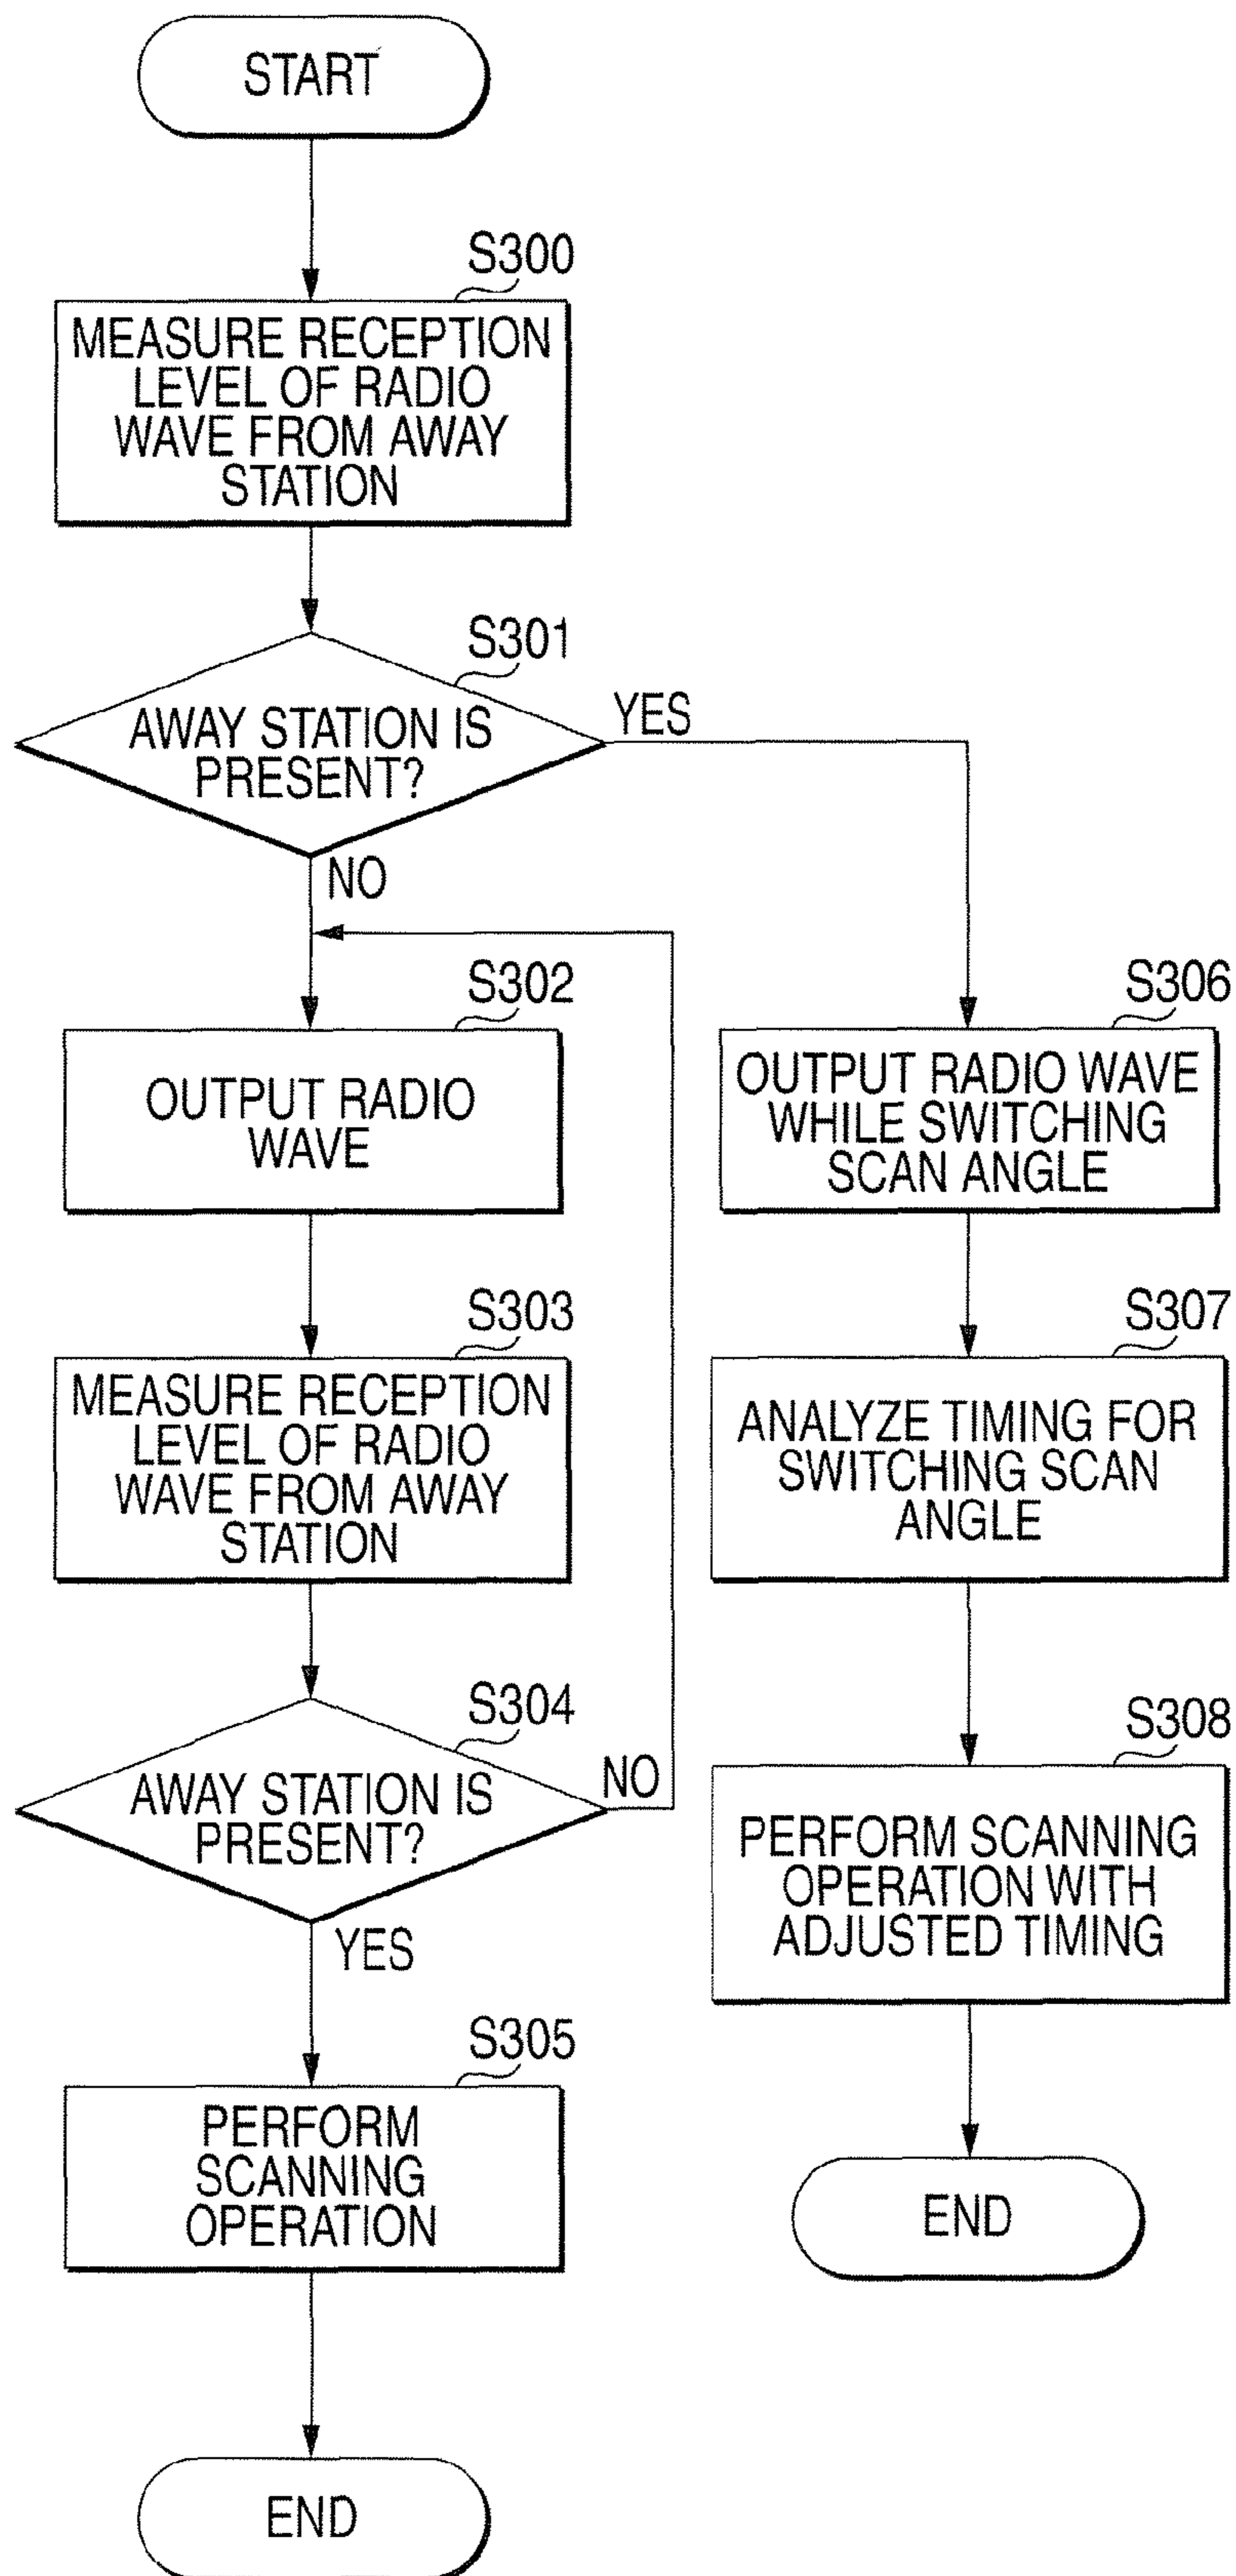 START
S300
MEASURE RECEPTION
LEVEL OF RADIO
WAVE FROM AWAY
STATION
S301
AWAY STATION IS
PRESENT?
YES
NO
S302
OUTPUT RADIO
WAVE
S303
MEASURE RECEPTION
LEVEL OF RADIO
WAVE FROM AWAY
STATION
S304
AWAY STATION IS
PRESENT?
NO
YES
S305
PERFORM
SCANNING
OPERATION
END
S306
OUTPUT RADIO WAVE
WHILE SWITCHING
SCAN ANGLE
S307
ANALYZE TIMING FOR
SWITCHING SCAN
ANGLE
S308
PERFORM SCANNING
OPERATION WITH
ADJUSTED TIMING
END